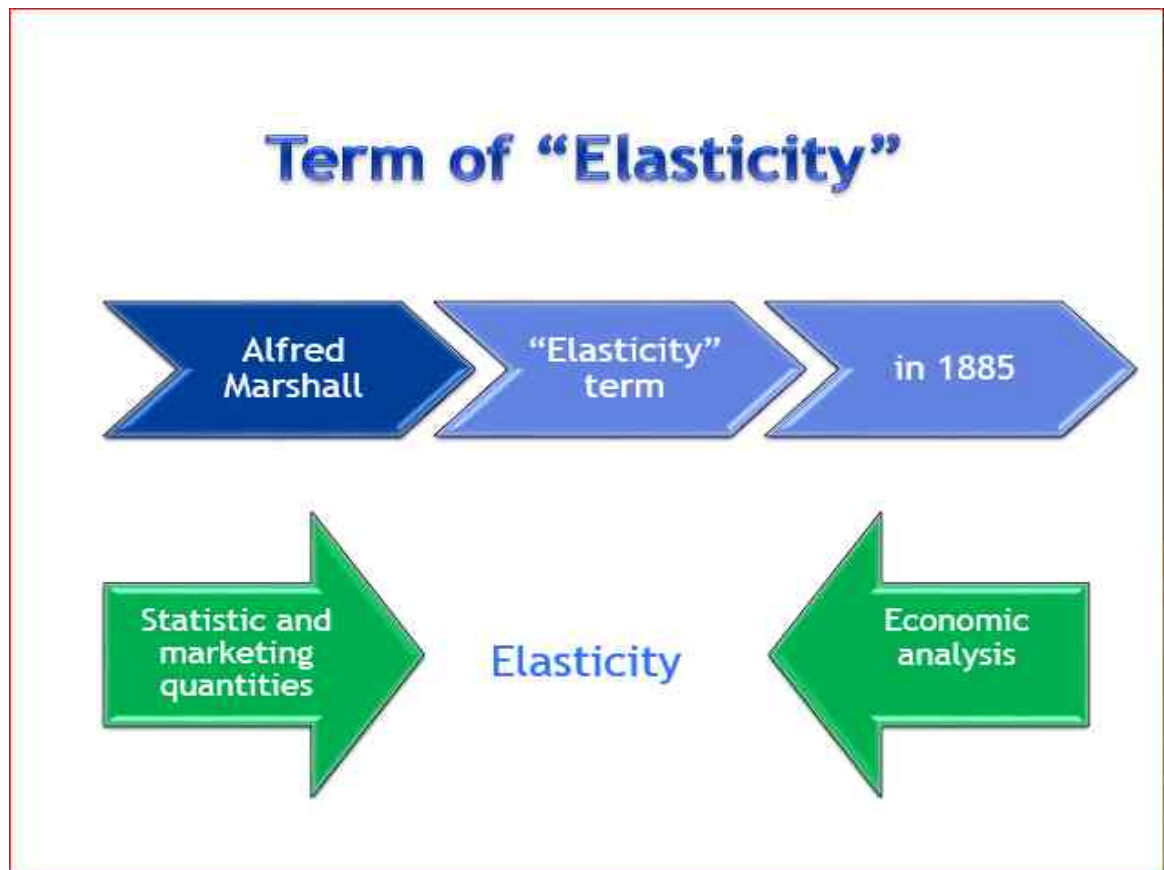 Term of “Elasticity”
Alfred
Marshall
“Elasticity”
term
in 1885
Statistic and
marketing
quantities
Elasticity
Economic
analysis